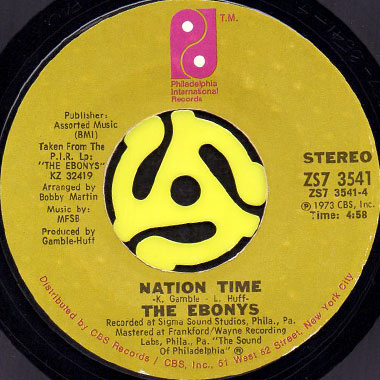 T.M.
Philadelphia
International
Records
Publisher:
Assorted Music
(BMI)
Taken From The
P.I.R. Lp:
"THE EBONYS"
KZ 32419
Arranged by
Bobby Martin
Music by:
MFSB
Produced by
Gamble-Huff
STEREO
ZS7 3541
ZS7 3541-4
℗ 1973 CBS, Inc.
Time: 4:58
NATION TIME
-K. Gamble - L. Huff-
THE EBONYS
Recorded at Sigma Sound Studios, Phila., Pa.
Mastered at Frankford/Wayne Recording
Labs, Phila., Pa. "The Sound
Of Philadelphia"
Distributed by CBS Records / CBS, Inc., 51 West 52 Street, New York City